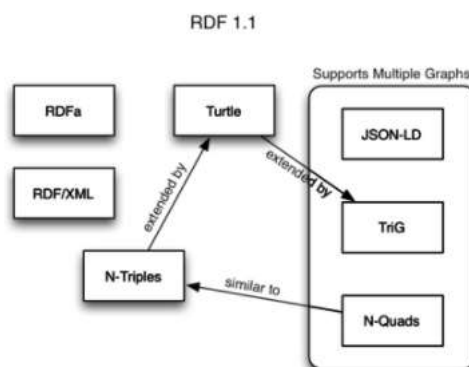 RDF 1.1
Supports Multiple Graphs
RDFa
Turtle
JSON-LD
extended by
extended by
RDF/XML
TriG
N-Triples
similar to
N-Quads